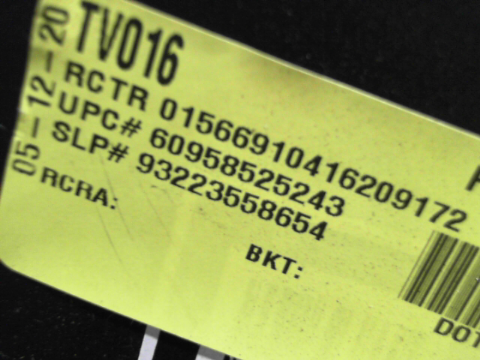 TV016
05-12-20
RCTR 01566910416209172
UPC# 60958525243
SLP# 93223558654
RCRA:
BKT:
DOT